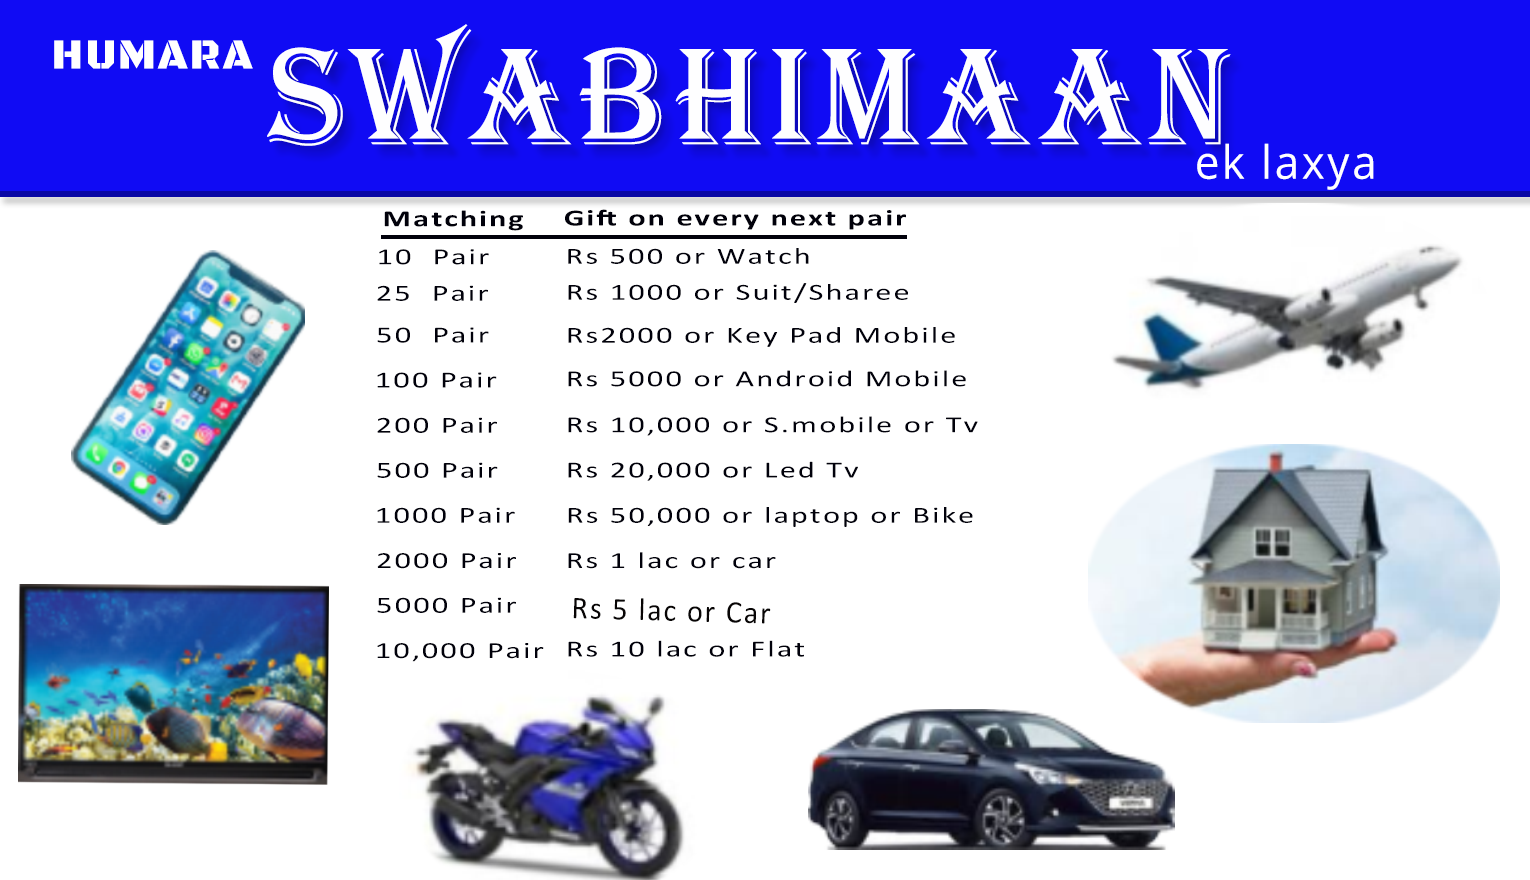 HUMARA
SWABHIMAAN
ek laxya
Matching Gift on every next pair
10 Pair Rs 500 or Watch
25 Pair Rs 1000 or Suit/Sharee
50 Pair Rs2000 or Key Pad Mobile
100 Pair Rs 5000 or Android Mobile
200 Pair Rs 10,000 or S.mobile or Tv
500 Pair Rs 20,000 or Led Tv
1000 Pair Rs 50,000 or laptop or Bike
2000 Pair Rs 1 lac or car
5000 Pair Rs 5 lac or Car
10,000 Pair Rs 10 lac or Flat